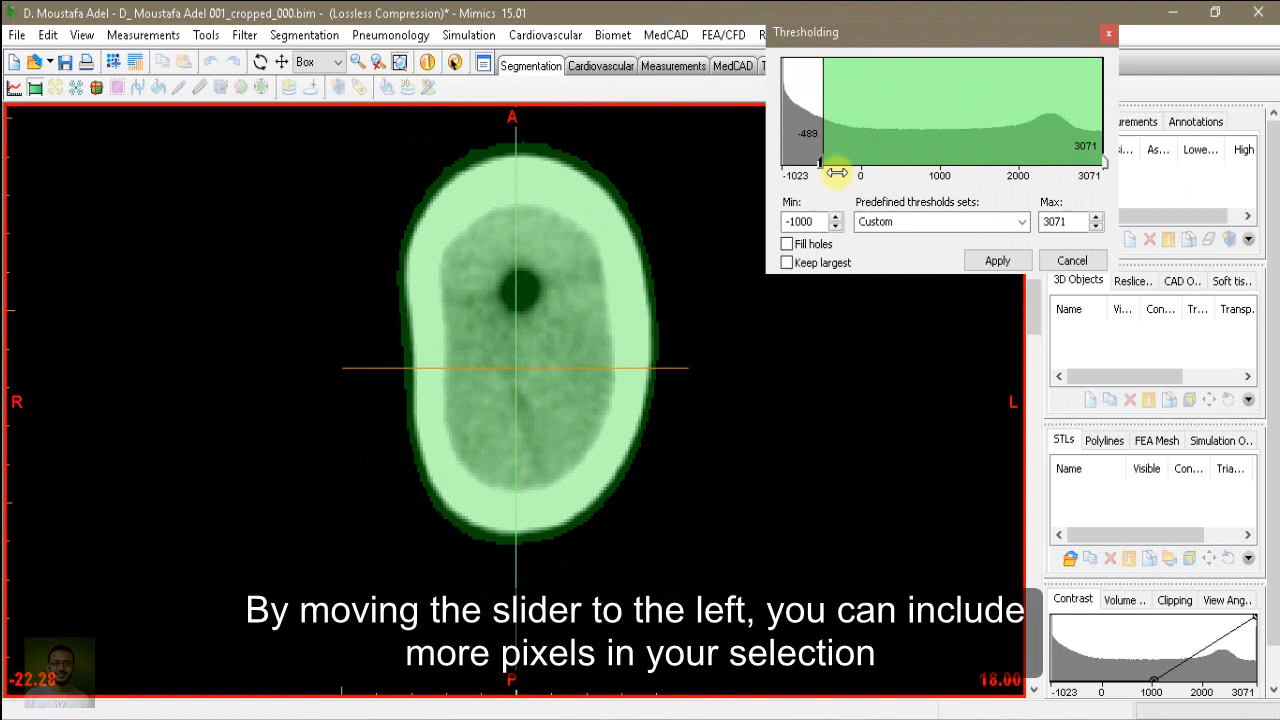 D. Moustafa Adel - D_ Moustafa Adel 001_cropped_000.bim - (Lossless Compression)* - Mimics 15.01
File Edit View Measurements Tools Filter Segmentation Pneumonology Simulation Cardiovascular Biomet MedCAD FEA/CFD
Box
Segmentation Cardiovascular Measurements MedCAD
Thresholding
-489
3071
-1023 0 1000 2000 3071
Min: Predefined thresholds sets: Max:
-1000 Custom 3071
Fill holes
Keep largest
Apply Cancel
urements Annotations
As... Lowe... High
3D Objects Reslice.. CAD O... Soft tis..
Name Vi... Con... Tr... Transp.
STLs Polylines FEA Mesh Simulation O..
Name Visible Con... Tria...
Contrast Volume .. Clipping View Ang..
-1023 0 1000 2000 3071
A
R
L
P
-22.28
18.00
By moving the slider to the left, you can include
more pixels in your selection